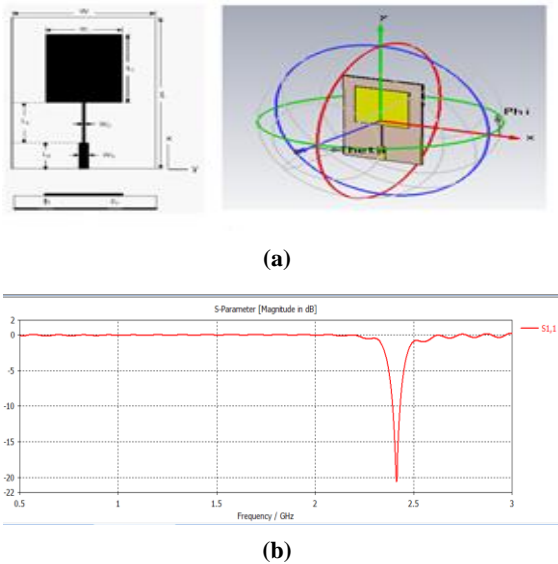 y
Phi
x
Theta
(a)
S-Parameter [Magnitude in dB]
2
0
-5
-10
-15
-20
-22
S1,1
0.5
1
1.5
2
2.5
3
Frequency / GHz
(b)